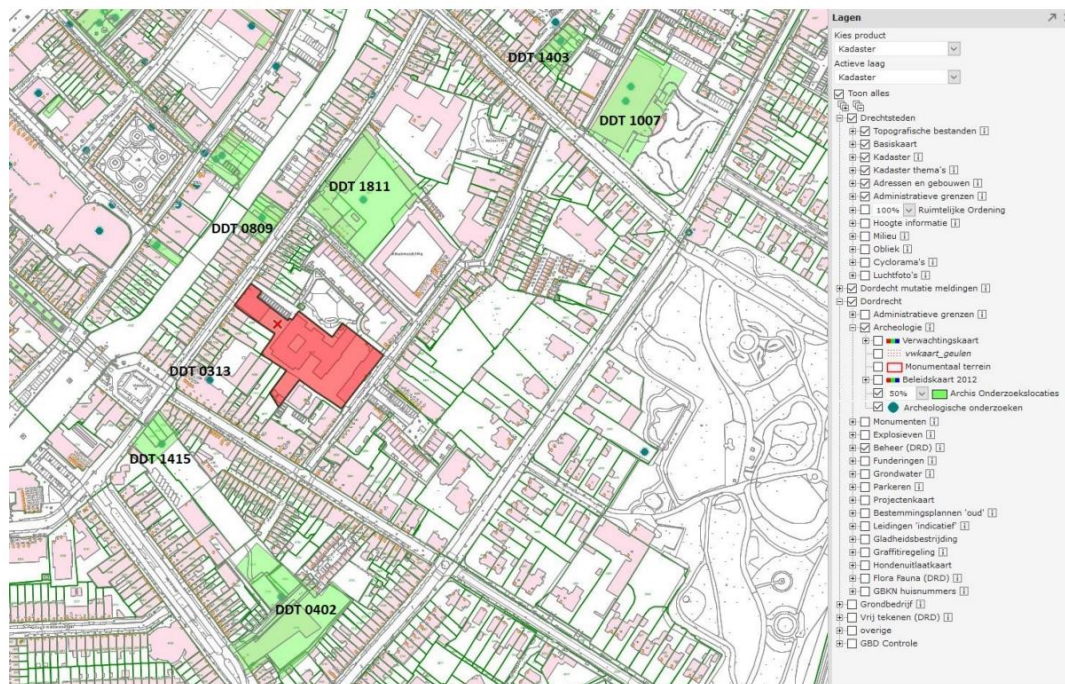 DDT 1403
DDT 1007
DDT 1811
DDT 0809
DDT 0313
DDT 1415
DDT 0402
Lagen
Kies product
Kadaster
Actieve laag
Kadaster
Toon alles
Drechtsteden
Topografische bestanden
Basiskaart
Kadaster
Kadaster thema's
Adressen en gebouwen
Administratieve grenzen
100% Ruimtelijke Ordening
Hoogte informatie
Milieu
Obliek
Cyclorama's
Luchtfoto's
Dordecht mutatie meldingen
Dordrecht
Administratieve grenzen
Archeologie
Verwachtingskaart
vwkaart_geulen
Monumentaal terrein
Beleidskaart 2012
50% Archis Onderzoekslocaties
Archeologische onderzoeken
Monumenten
Explosieven
Beheer (DRD)
Funderingen
Grondwater
Parkeren
Projectenkaart
Bestemmingsplannen 'oud'
Leidingen 'indicatief'
Gladheidsbestrijding
Graffitiregeling
Hondenuitlaatkaart
Flora Fauna (DRD)
GBKN huisnummers
Grondbedrijf
Vrij tekenen (DRD)
overige
GBD Controle